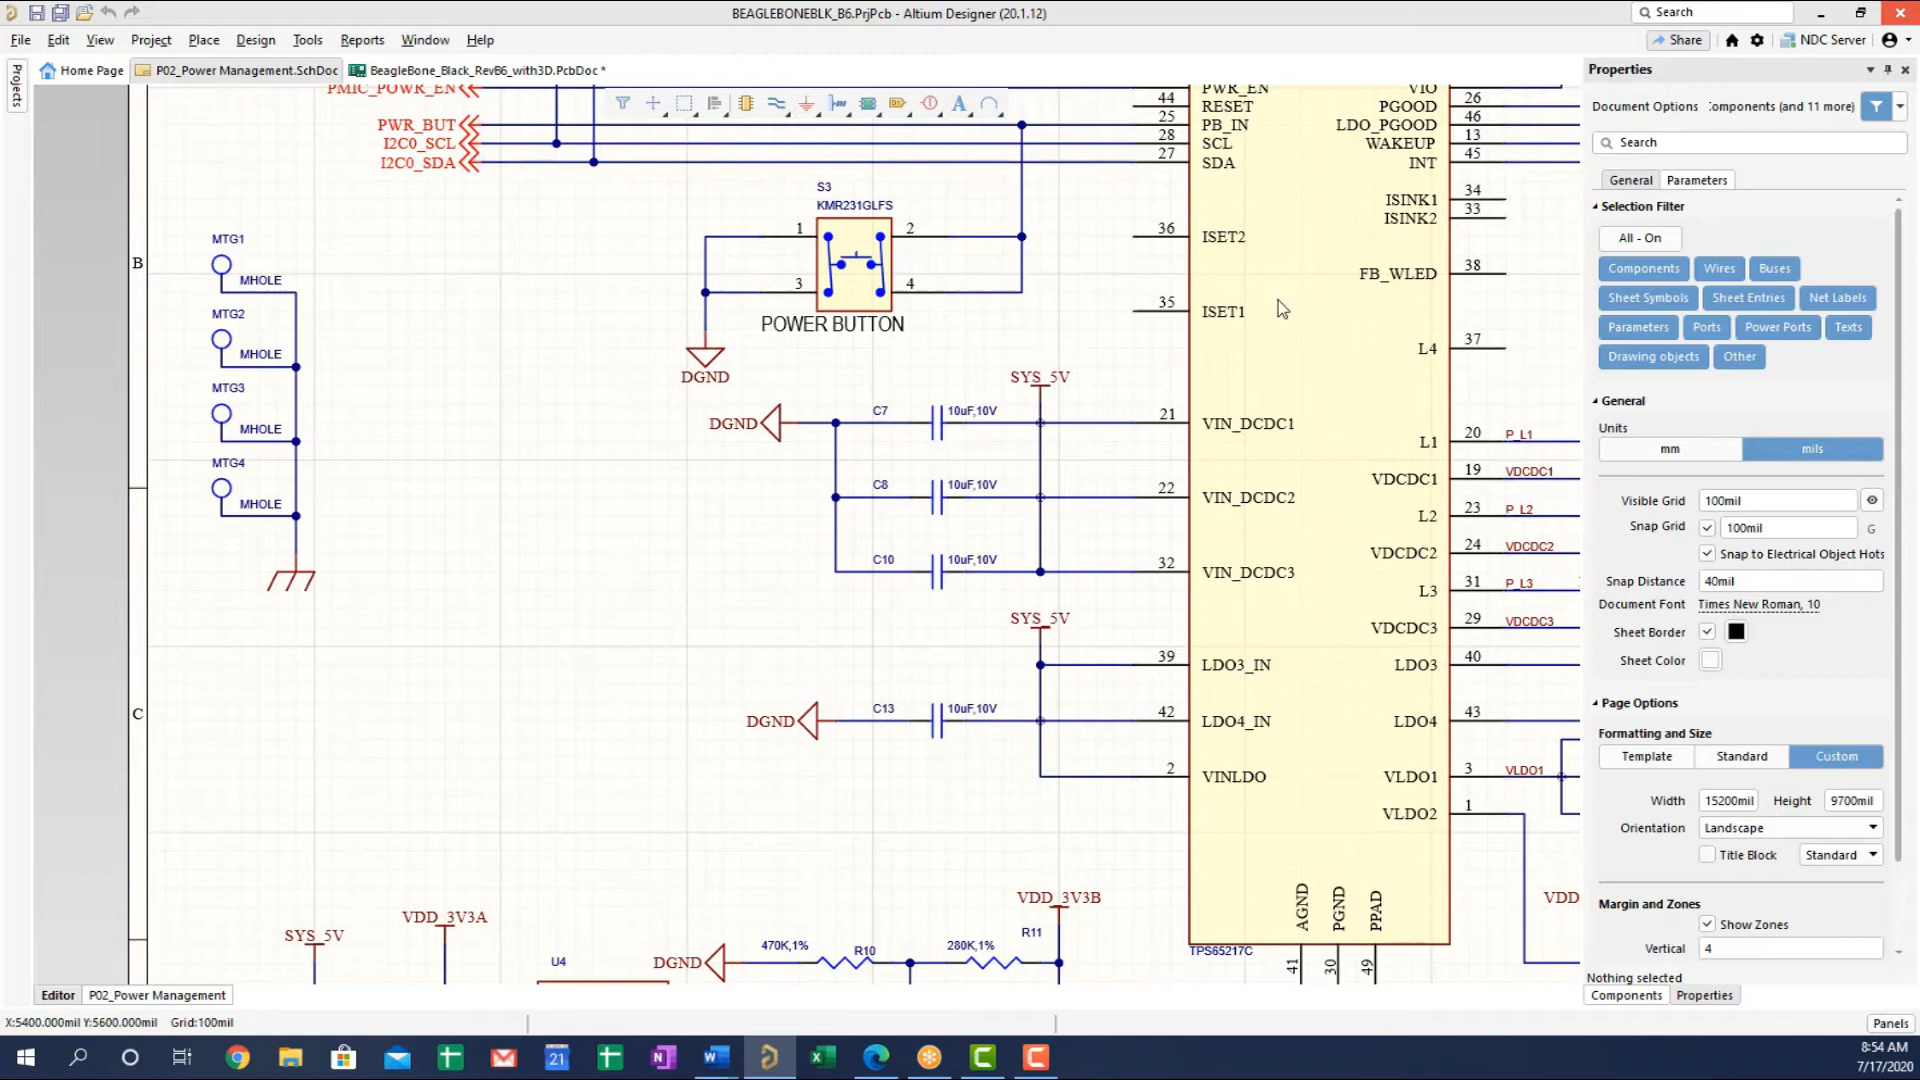 BEAGLEBONEBLK_B6.PrjPcb - Altium Designer (20.1.12)
Search
File Edit View Project Place Design Tools Reports Window Help
Share NDC Server
Projects
Home Page P02_Power Management.SchDoc BeagleBone_Black_RevB6_with3D.PcbDoc *
PMIC_POWR_EN
PWR_BUT
I2C0_SCL
I2C0_SDA
B
C
MTG1
MHOLE
MTG2
MHOLE
MTG3
MHOLE
MTG4
MHOLE
S3
KMR231GLFS
1 2
3 4
POWER BUTTON
DGND
SYS_5V
DGND C7 10uF,10V
C8 10uF,10V
C10 10uF,10V
SYS_5V
DGND C13 10uF,10V
SYS_5V
VDD_3V3A
U4
DGND 470K,1% R10 280K,1% R11
VDD_3V3B
PWR_EN
44 RESET
25 PB_IN
28 SCL
27 SDA
36 ISET2
35 ISET1
21 VIN_DCDC1
22 VIN_DCDC2
32 VIN_DCDC3
39 LDO3_IN
42 LDO4_IN
2 VINLDO
VIO
PGOOD 26
LDO_PGOOD 46
WAKEUP 13
INT 45
ISINK1 34
ISINK2 33
FB_WLED 38
L4 37
L1 20 P_L1
VDCDC1 19 VDCDC1
L2 23 P_L2
VDCDC2 24 VDCDC2
L3 31 P_L3
VDCDC3 29 VDCDC3
LDO3 40
LDO4 43
VLDO1 3 VLDO1
VLDO2 1
VDD
AGND PGND PPAD
TPS65217C
41 30 49
Properties
Document Options :omponents (and 11 more)
Search
General Parameters
Selection Filter
All - On
Components Wires Buses
Sheet Symbols Sheet Entries Net Labels
Parameters Ports Power Ports Texts
Drawing objects Other
General
Units
mm mils
Visible Grid 100mil
Snap Grid 100mil G
Snap to Electrical Object Hots
Snap Distance 40mil
Document Font Times New Roman, 10
Sheet Border
Sheet Color
Page Options
Formatting and Size
Template Standard Custom
Width 15200mil Height 9700mil
Orientation Landscape
Title Block Standard
Margin and Zones
Show Zones
Vertical 4
Nothing selected
Components Properties
Editor P02_Power Management
X:5400.000mil Y:5600.000mil Grid:100mil
Panels
21
8:54 AM
7/17/2020